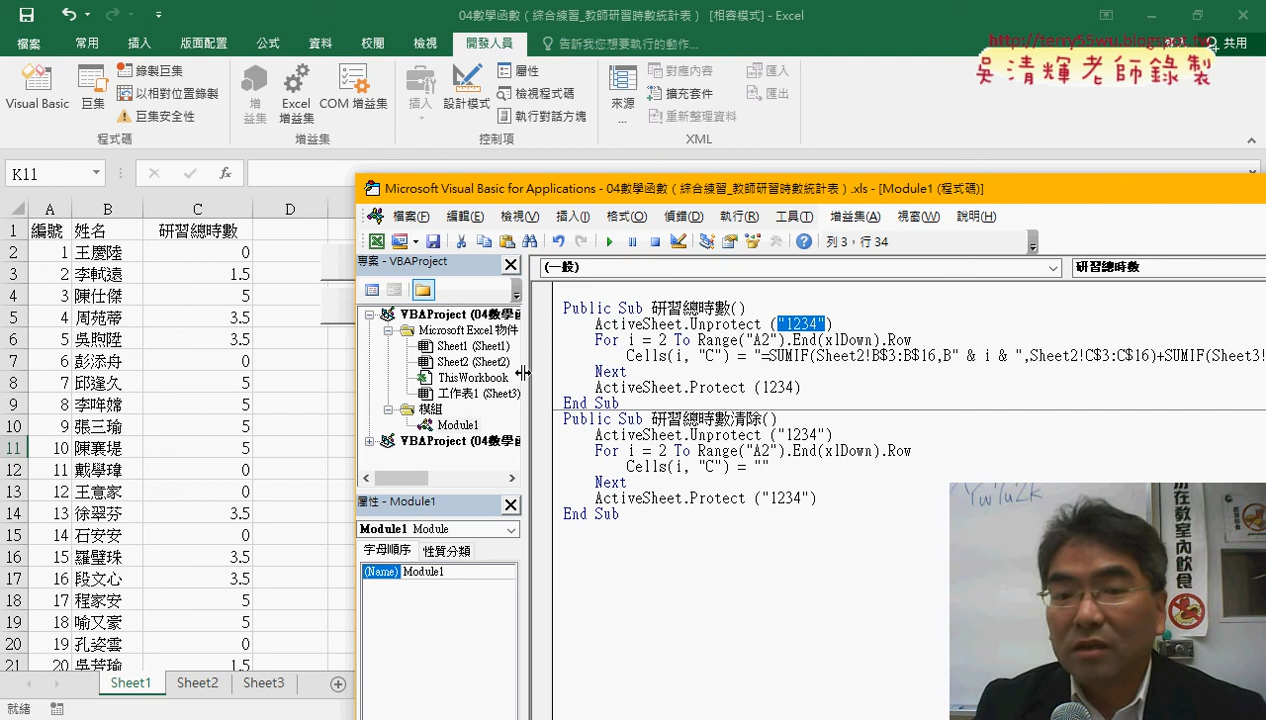 04數學函數（綜合練習_教師研習時數統計表） [相容模式] - Excel
http://terry55wu.blogspot.tw
吳清輝老師錄製
檔案 常用 插入 版面配置 公式 資料 校閱 檢視 開發人員 告訴我您想要執行的動作... 共用
Visual Basic 巨集 錄製巨集 以相對位置錄製 巨集安全性 程式碼
增益集 Excel 增益集 COM 增益集 增益集
插入 設計模式 屬性 檢視程式碼 執行對話方塊 控制項
來源 ... 對應內容 擴充套件 重新整理資料 匯入 匯出 XML
K11 fx
A B C D
1 編號 姓名 研習總時數
2 1 王慶陸 0
3 2 李軾遠 1.5
4 3 陳仕傑 5
5 4 周苑蒂 3.5
6 5 吳煦陞 3.5
7 6 彭添舟 0
8 7 邱逢久 5
9 8 李哖嫦 5
10 9 張三瑜 5
11 10 陳襄堤 5
12 11 戴學瑋 0
13 12 王意家 0
14 13 徐翠芬 3.5
15 14 石安安 0
16 15 羅璧珠 3.5
17 16 段文心 3.5
18 17 程家安 5
19 18 喻又豪 5
20 19 孔姿雲 0
21 20 吳芳瑜 1.5
Sheet1 Sheet2 Sheet3
就緒
Microsoft Visual Basic for Applications - 04數學函數（綜合練習_教師研習時數統計表）.xls - [Module1 (程式碼)]
檔案(F) 編輯(E) 檢視(V) 插入(I) 格式(O) 偵錯(D) 執行(R) 工具(T) 增益集(A) 視窗(W) 說明(H)
列 3，行 34
專案 - VBAProject
VBAProject (04數學函
Microsoft Excel 物件
Sheet1 (Sheet1)
Sheet2 (Sheet2)
ThisWorkbook
工作表1 (Sheet3)
模組
Module1
VBAProject (04數學函
屬性 - Module1
Module1 Module
字母順序 性質分類
(Name) Module1
(一般) 研習總時數
Public Sub 研習總時數()
ActiveSheet.Unprotect ("1234")
For i = 2 To Range("A2").End(xlDown).Row
Cells(i, "C") = "=SUMIF(Sheet2!B$3:B$16,B" & i & ",Sheet2!C$3:C$16)+SUMIF(Sheet3!
Next
ActiveSheet.Protect (1234)
End Sub
Public Sub 研習總時數清除()
ActiveSheet.Unprotect ("1234")
For i = 2 To Range("A2").End(xlDown).Row
Cells(i, "C") = ""
Next
ActiveSheet.Protect ("1234")
End Sub
所在教室內飲食